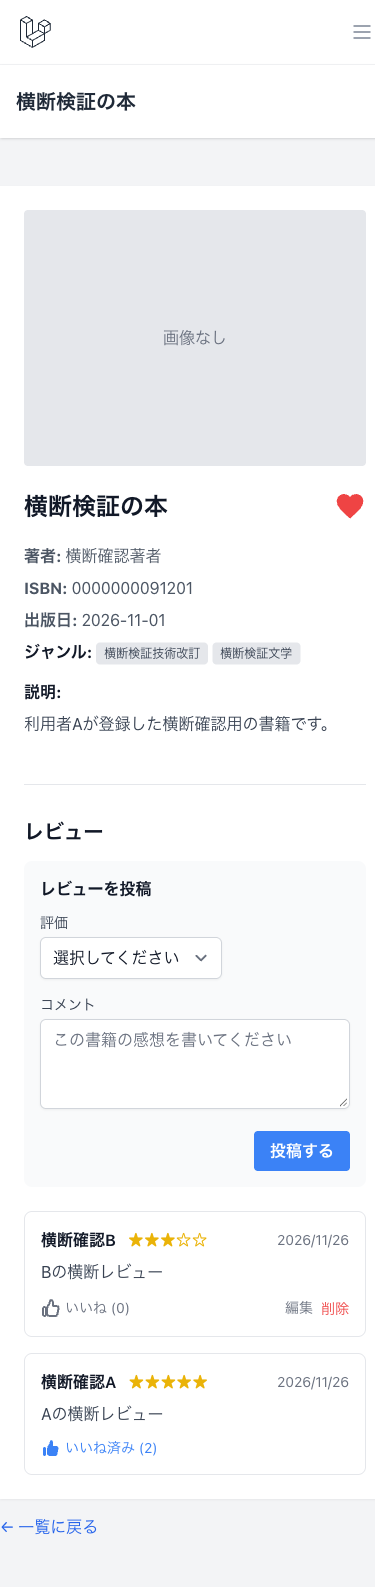 横断検証の本
画像なし
横断検証の本
著者: 横断確認著者
ISBN: 0000000091201
出版日: 2026-11-01
ジャンル: 横断検証技術改訂 横断検証文学
説明:
利用者Aが登録した横断確認用の書籍です。
レビュー
レビューを投稿
評価
選択してください
コメント
この書籍の感想を書いてください
投稿する
横断確認B ★★★☆☆ 2026/11/26
Bの横断レビュー
いいね (0) 編集 削除
横断確認A ★★★★★ 2026/11/26
Aの横断レビュー
いいね済み (2)
← 一覧に戻る